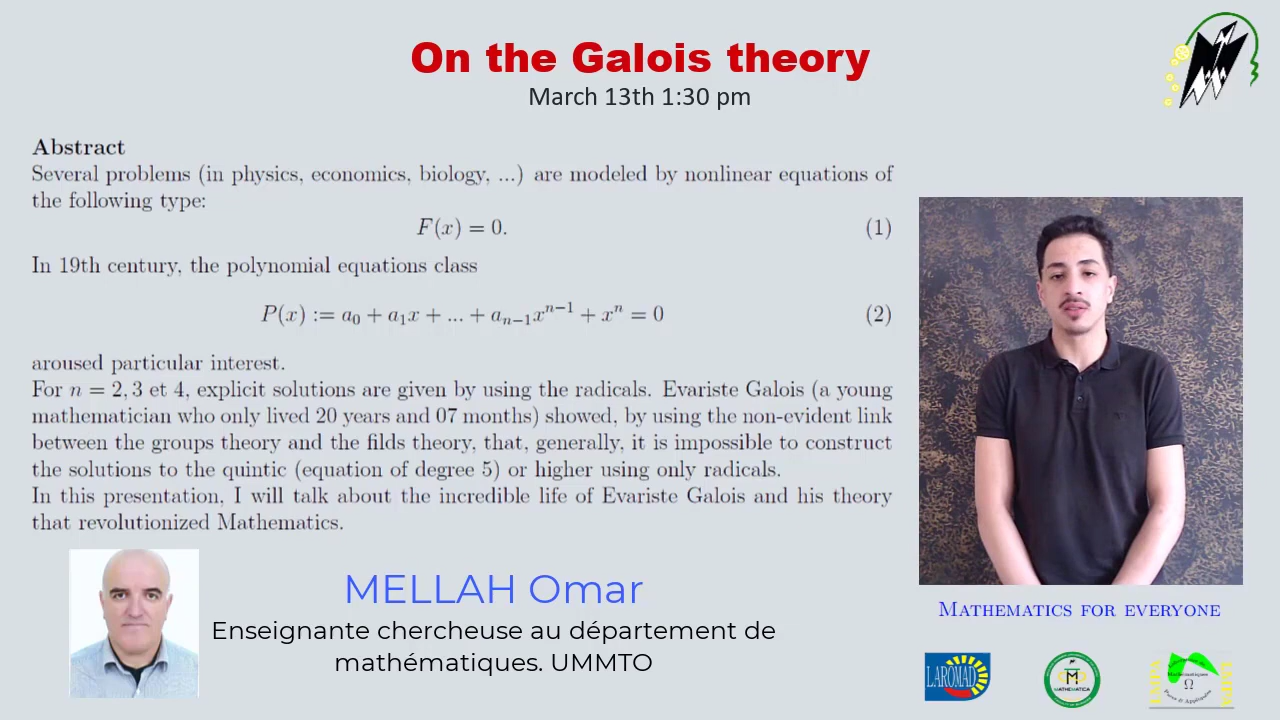 On the Galois theory
March 13th 1:30 pm
Abstract
Several problems (in physics, economics, biology, ...) are modeled by nonlinear equations of
the following type:
F(x) = 0. (1)
In 19th century, the polynomial equations class
P(x) := a₀ + a₁x + ... + aₙ₋₁xⁿ⁻¹ + xⁿ = 0 (2)
aroused particular interest.
For n = 2, 3 et 4, explicit solutions are given by using the radicals. Evariste Galois (a young
mathematician who only lived 20 years and 07 months) showed, by using the non-evident link
between the groups theory and the filds theory, that, generally, it is impossible to construct
the solutions to the quintic (equation of degree 5) or higher using only radicals.
In this presentation, I will talk about the incredible life of Evariste Galois and his theory
that revolutionized Mathematics.
MELLAH Omar
Enseignante chercheuse au département de
mathématiques. UMMTO
Mathematics for everyone
LAROMAD
MATHEMATICA
LMPA
Mathématiques
Ω
LMPA